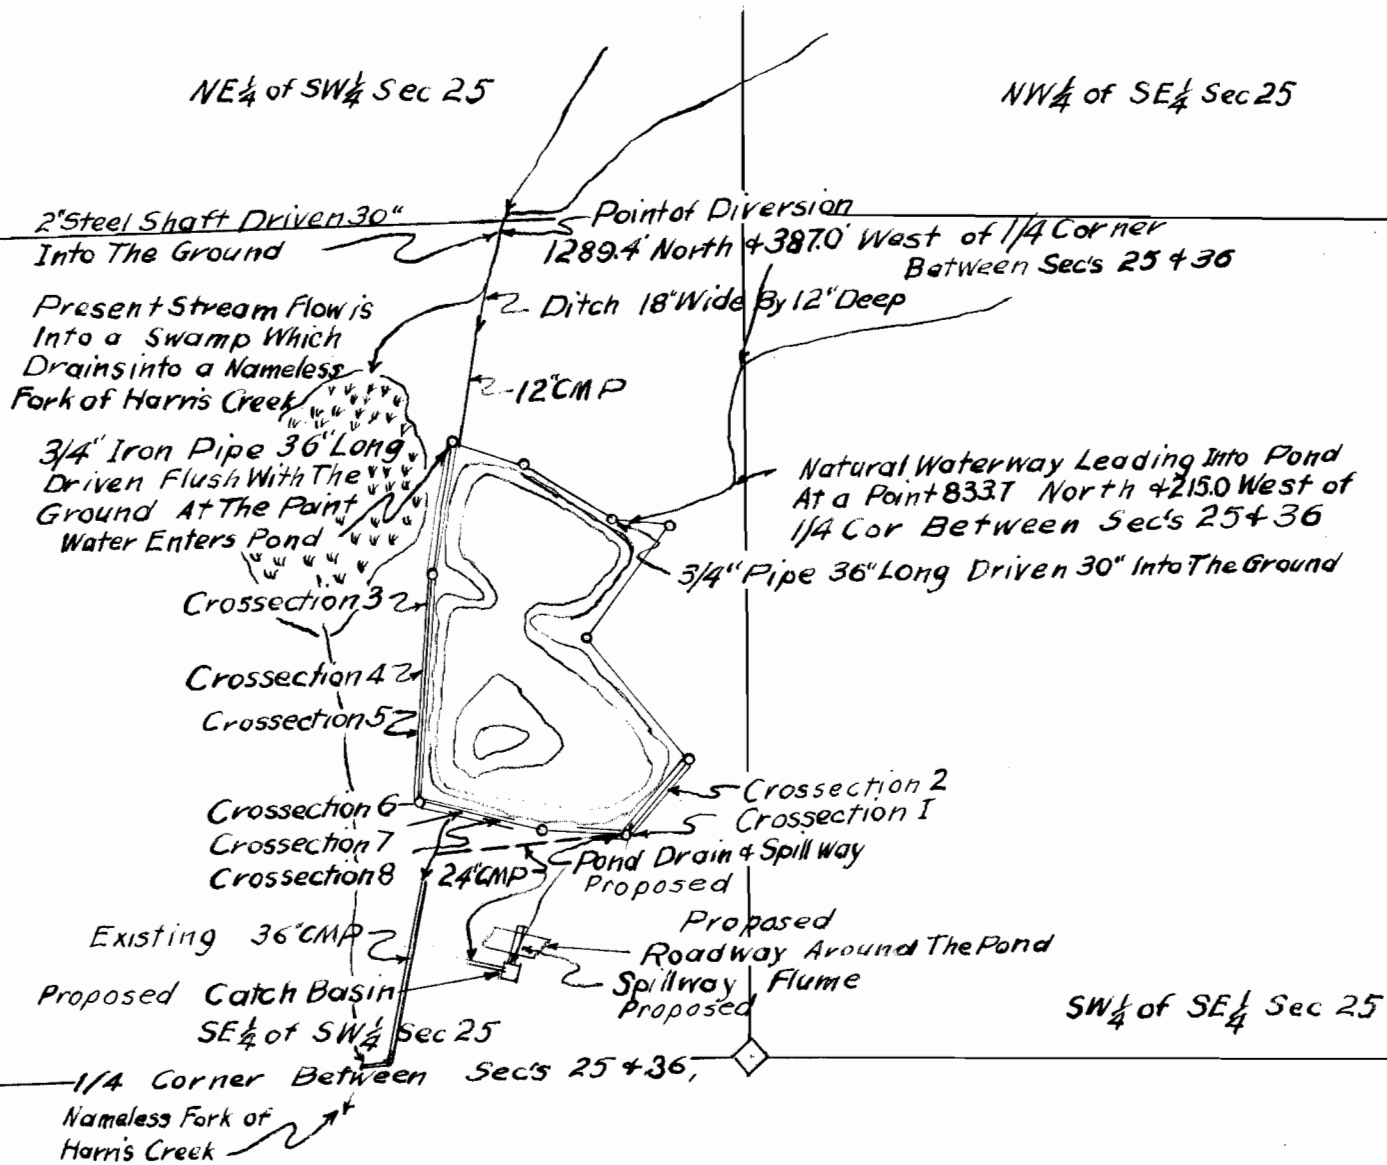 NE¼ of SW¼ Sec 25
NW¼ of SE¼ Sec 25
2"Steel Shaft Driven 30"
Into The Ground
Point of Diversion
1289.4' North & 387.0' West of 1/4 Corner
Between Sec's 25 & 36
Present Stream Flow is
Into a Swamp Which
Drains into a Nameless
Fork of Harris Creek
Ditch 18"Wide By 12"Deep
12"CMP
3/4" Iron Pipe 36"Long
Driven Flush With The
Ground At The Point
Water Enters Pond
Natural Waterway Leading Into Pond
At a Point 833.7 North & 215.0 West of
1/4 Cor Between Sec's 25 & 36
3/4" Pipe 36"Long Driven 30" Into The Ground
Crossection 3
Crossection 4
Crossection 5
Crossection 6
Crossection 7
Crossection 8
Crossection 2
Crossection 1
24"CMP
Pond Drain & Spillway
Proposed
Existing 36"CMP
Proposed
Roadway Around The Pond
Proposed Catch Basin
Spillway Flume
Proposed
SE¼ of SW¼ Sec 25
SW¼ of SE¼ Sec 25
1/4 Corner Between Sec's 25 & 36,
Nameless Fork of
Harris Creek